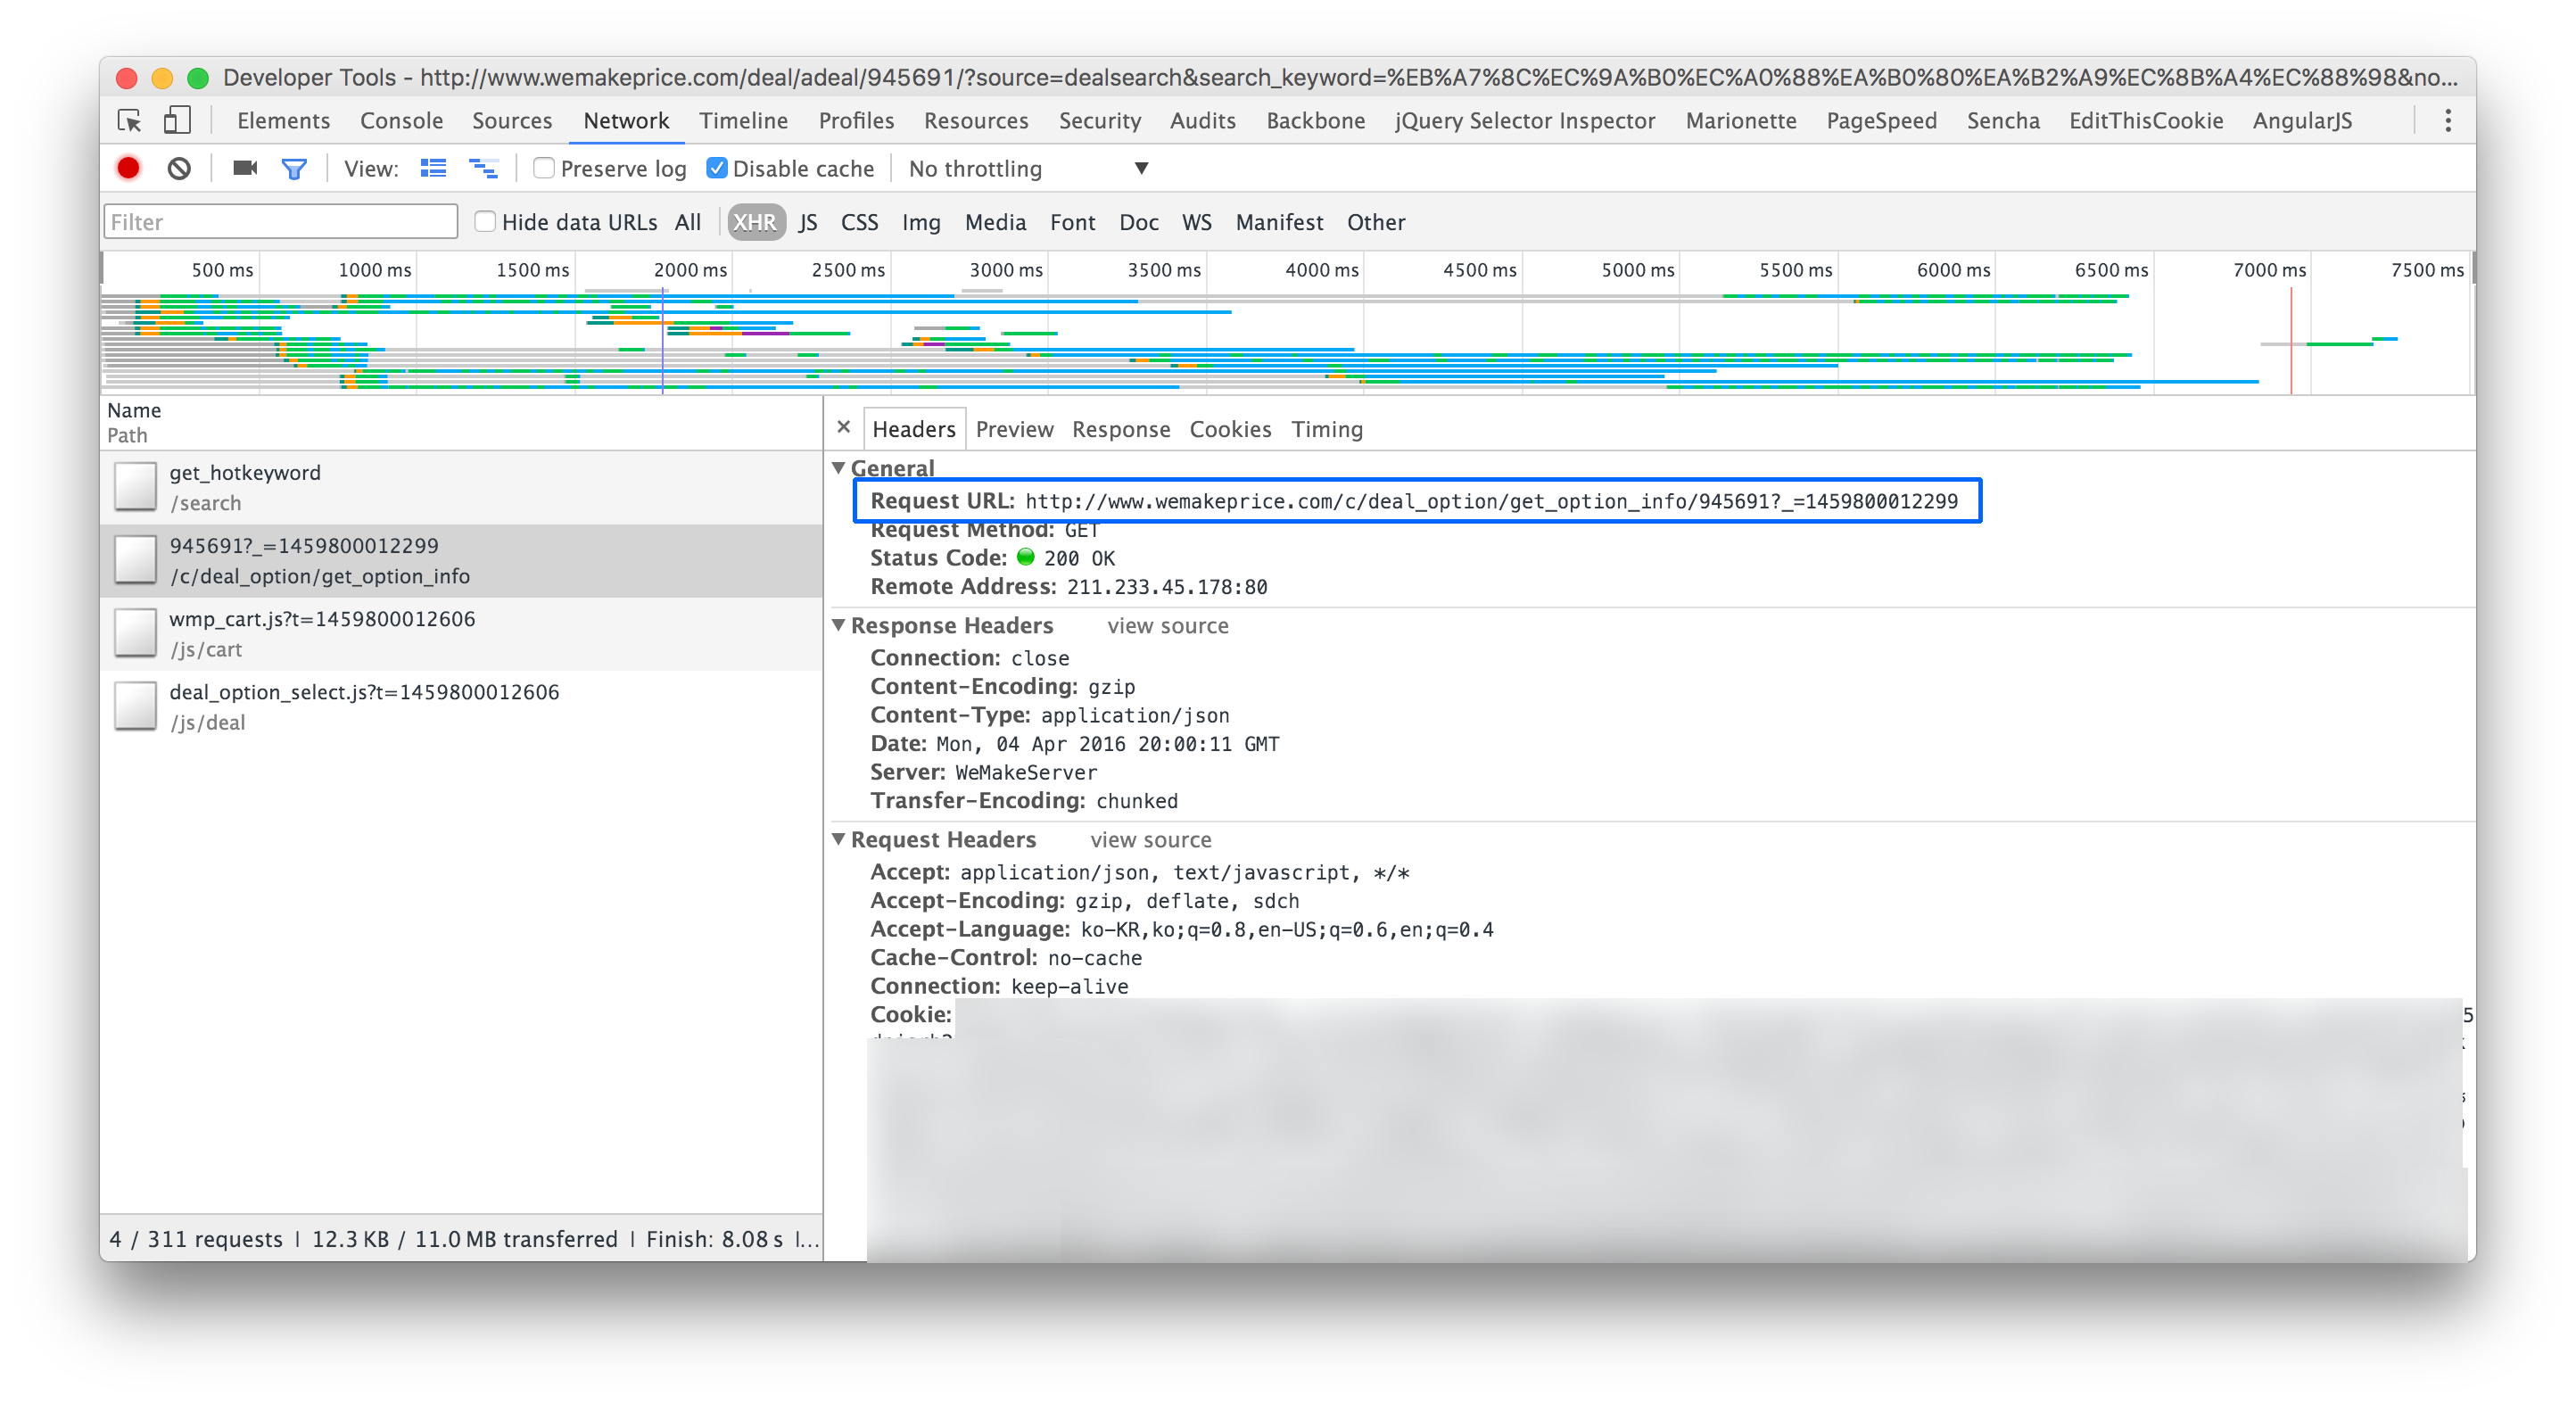 Developer Tools - http://www.wemakeprice.com/deal/adeal/945691/?source=dealsearch&search_keyword=%EB%A7%8C%EC%9A%B0%EC%A0%88%EA%B0%80%EA%B2%A9%EC%8B%A4%EC%88%98&no...
Elements Console Sources Network Timeline Profiles Resources Security Audits Backbone jQuery Selector Inspector Marionette PageSpeed Sencha EditThisCookie AngularJS
View: Preserve log Disable cache No throttling
Filter Hide data URLs All XHR JS CSS Img Media Font Doc WS Manifest Other
500 ms 1000 ms 1500 ms 2000 ms 2500 ms 3000 ms 3500 ms 4000 ms 4500 ms 5000 ms 5500 ms 6000 ms 6500 ms 7000 ms 7500 ms
Name
Path
get_hotkeyword
/search
945691?_=1459800012299
/c/deal_option/get_option_info
wmp_cart.js?t=1459800012606
/js/cart
deal_option_select.js?t=1459800012606
/js/deal
4 / 311 requests | 12.3 KB / 11.0 MB transferred | Finish: 8.08 s |...
× Headers Preview Response Cookies Timing
General
Request URL: http://www.wemakeprice.com/c/deal_option/get_option_info/945691?_=1459800012299
Request Method: GET
Status Code: 200 OK
Remote Address: 211.233.45.178:80
Response Headers view source
Connection: close
Content-Encoding: gzip
Content-Type: application/json
Date: Mon, 04 Apr 2016 20:00:11 GMT
Server: WeMakeServer
Transfer-Encoding: chunked
Request Headers view source
Accept: application/json, text/javascript, */*
Accept-Encoding: gzip, deflate, sdch
Accept-Language: ko-KR,ko;q=0.8,en-US;q=0.6,en;q=0.4
Cache-Control: no-cache
Connection: keep-alive
Cookie: 5